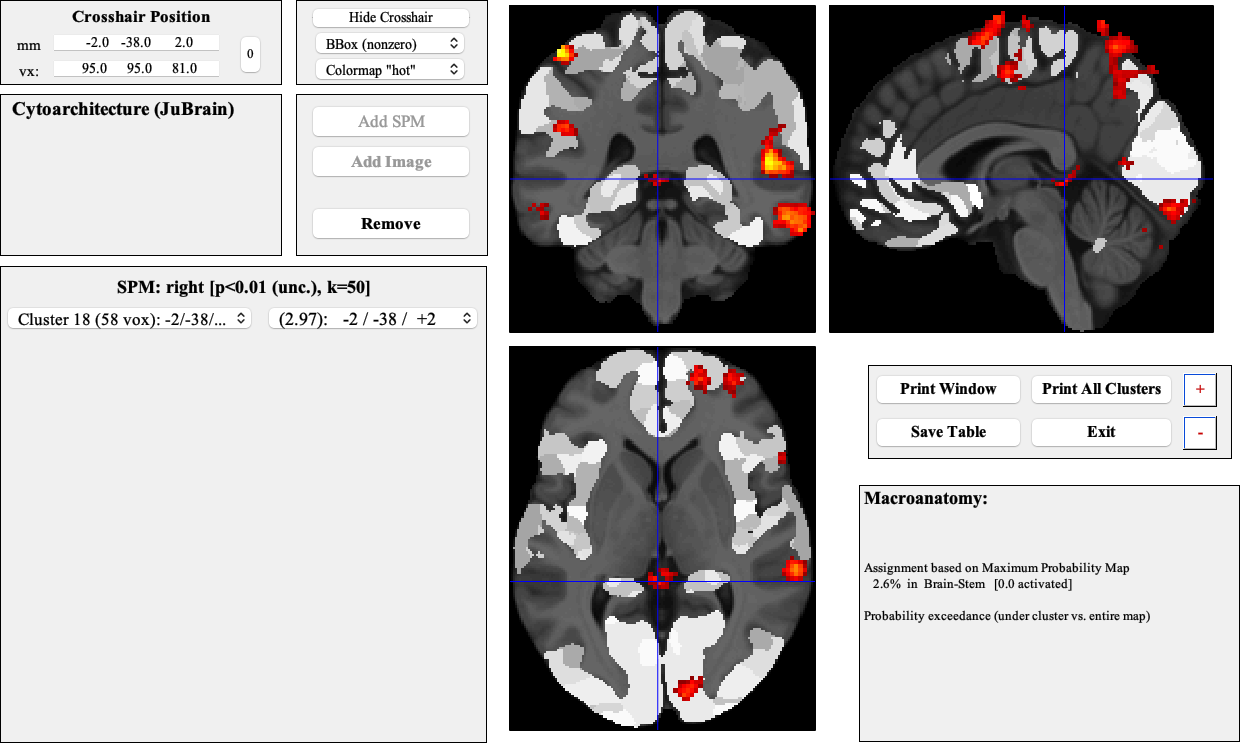 Crosshair Position
mm -2.0 -38.0 2.0
vx: 95.0 95.0 81.0
0
Hide Crosshair
BBox (nonzero)
Colormap "hot"
Cytoarchitecture (JuBrain)
Add SPM
Add Image
Remove
SPM: right [p<0.01 (unc.), k=50]
Cluster 18 (58 vox): -2/-38/... (2.97): -2 / -38 / +2
Print Window Print All Clusters +
Save Table Exit -
Macroanatomy:
Assignment based on Maximum Probability Map
2.6% in Brain-Stem [0.0 activated]
Probability exceedance (under cluster vs. entire map)